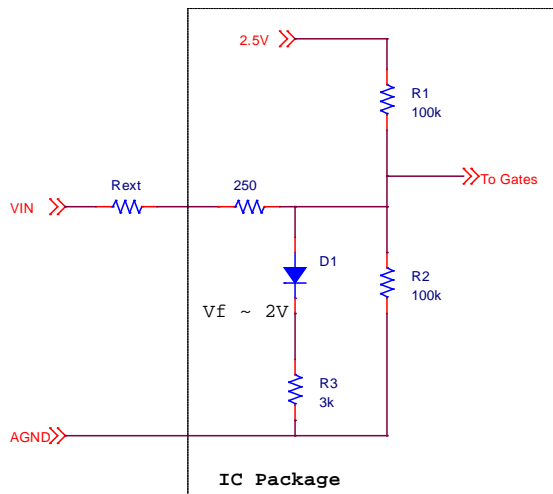 2.5V
R1
100k
To Gates
Rext
250
VIN
D1
R2
100k
Vf ~ 2V
R3
3k
AGND
IC Package